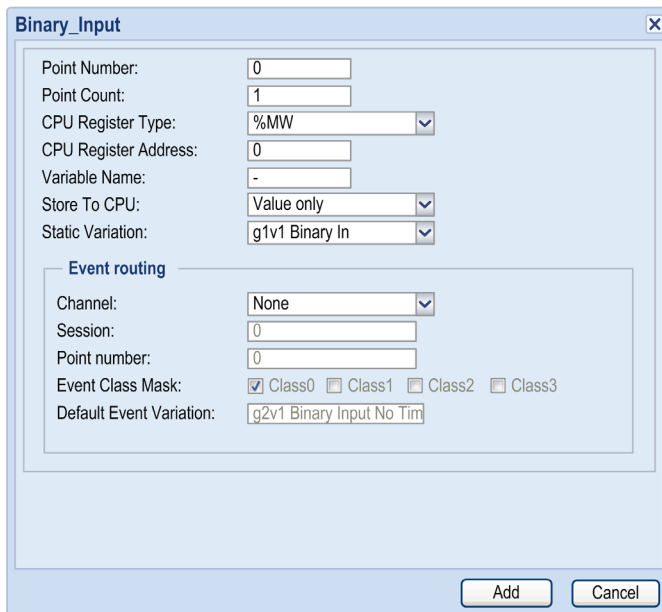 Binary_Input
Point Number: 0
Point Count: 1
CPU Register Type: %MW
CPU Register Address: 0
Variable Name: -
Store To CPU: Value only
Static Variation: g1v1 Binary In
Event routing
Channel: None
Session: 0
Point number: 0
Event Class Mask: Class0 Class1 Class2 Class3
Default Event Variation: g2v1 Binary Input No Tim
Add Cancel